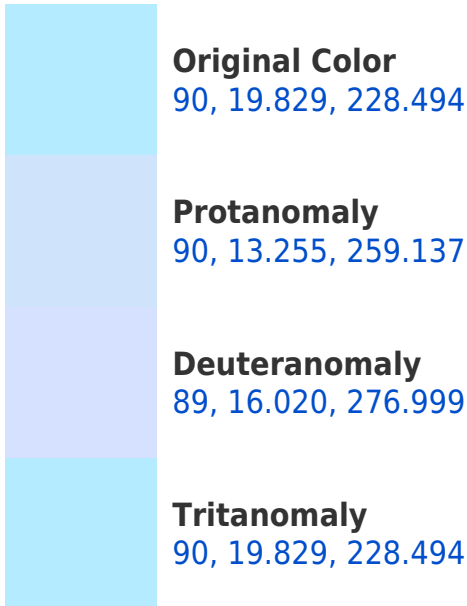 Original Color
90, 19.829, 228.494
Protanomaly
90, 13.255, 259.137
Deuteranomaly
89, 16.020, 276.999
Tritanomaly
90, 19.829, 228.494